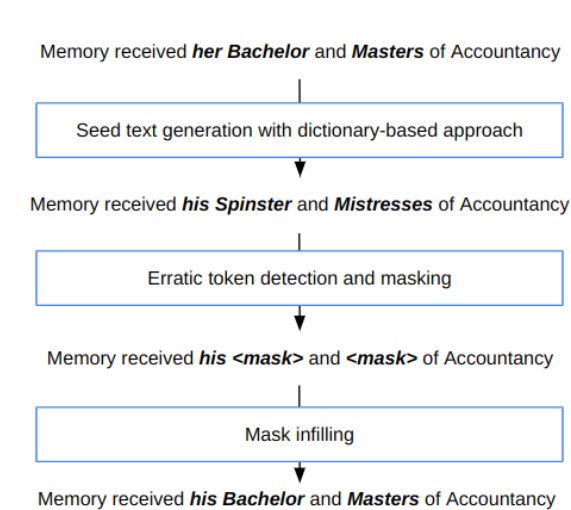 Memory received her Bachelor and Masters of Accountancy
Seed text generation with dictionary-based approach
Memory received his Spinster and Mistresses of Accountancy
Erratic token detection and masking
Memory received his <mask> and <mask> of Accountancy
Mask infilling
Memory received his Bachelor and Masters of Accountancy